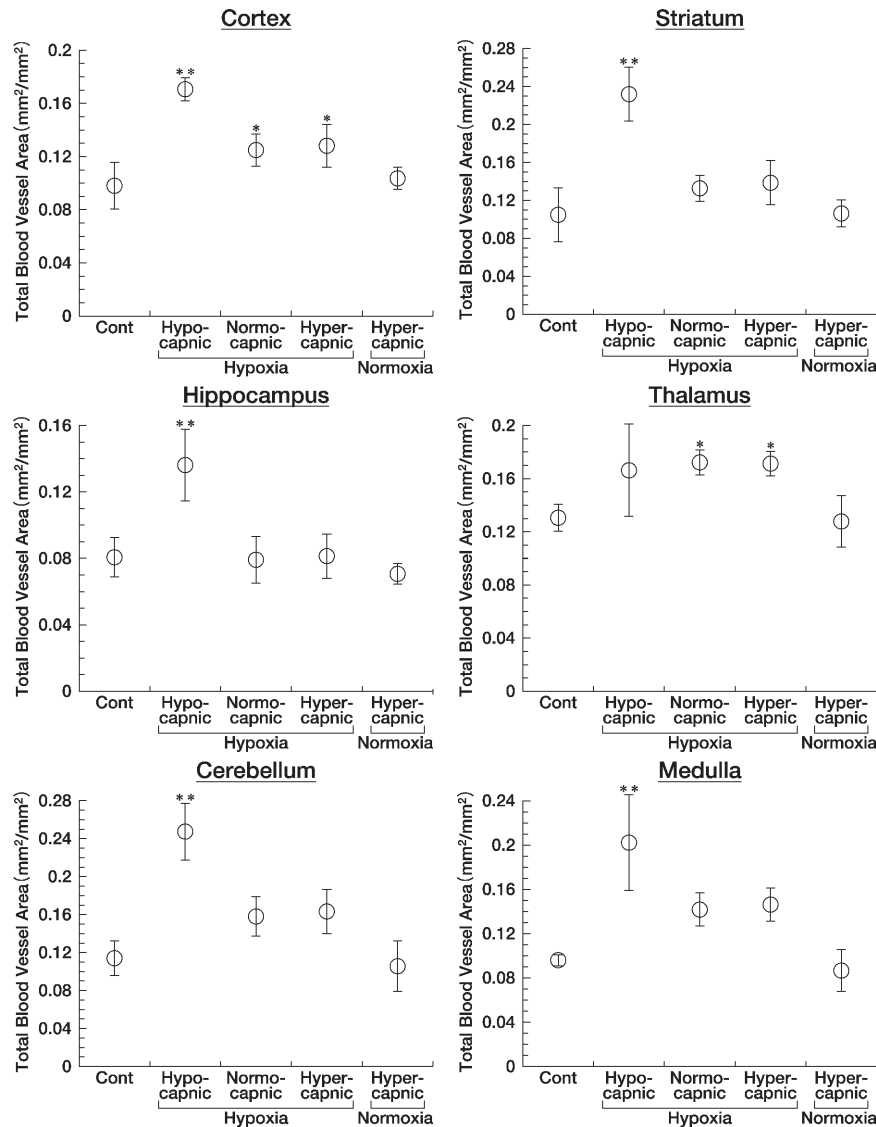 Cortex
Total Blood Vessel Area (mm²/mm²)
0.2
0.16
0.12
0.08
0.04
0
**
*
*
Cont
Hypo-
capnic
Normo-
capnic
Hyper-
capnic
Hyper-
capnic
Hypoxia
Normoxia
Striatum
Total Blood Vessel Area (mm²/mm²)
0.28
0.24
0.2
0.16
0.12
0.08
0.04
0
**
Cont
Hypo-
capnic
Normo-
capnic
Hyper-
capnic
Hyper-
capnic
Hypoxia
Normoxia
Hippocampus
Total Blood Vessel Area (mm²/mm²)
0.16
0.12
0.08
0.04
0
**
Cont
Hypo-
capnic
Normo-
capnic
Hyper-
capnic
Hyper-
capnic
Hypoxia
Normoxia
Thalamus
Total Blood Vessel Area (mm²/mm²)
0.2
0.16
0.12
0.08
0.04
0
*
*
Cont
Hypo-
capnic
Normo-
capnic
Hyper-
capnic
Hyper-
capnic
Hypoxia
Normoxia
Cerebellum
Total Blood Vessel Area (mm²/mm²)
0.28
0.24
0.2
0.16
0.12
0.08
0.04
0
**
Cont
Hypo-
capnic
Normo-
capnic
Hyper-
capnic
Hyper-
capnic
Hypoxia
Normoxia
Medulla
Total Blood Vessel Area (mm²/mm²)
0.24
0.2
0.16
0.12
0.08
0.04
0
**
Cont
Hypo-
capnic
Normo-
capnic
Hyper-
capnic
Hyper-
capnic
Hypoxia
Normoxia